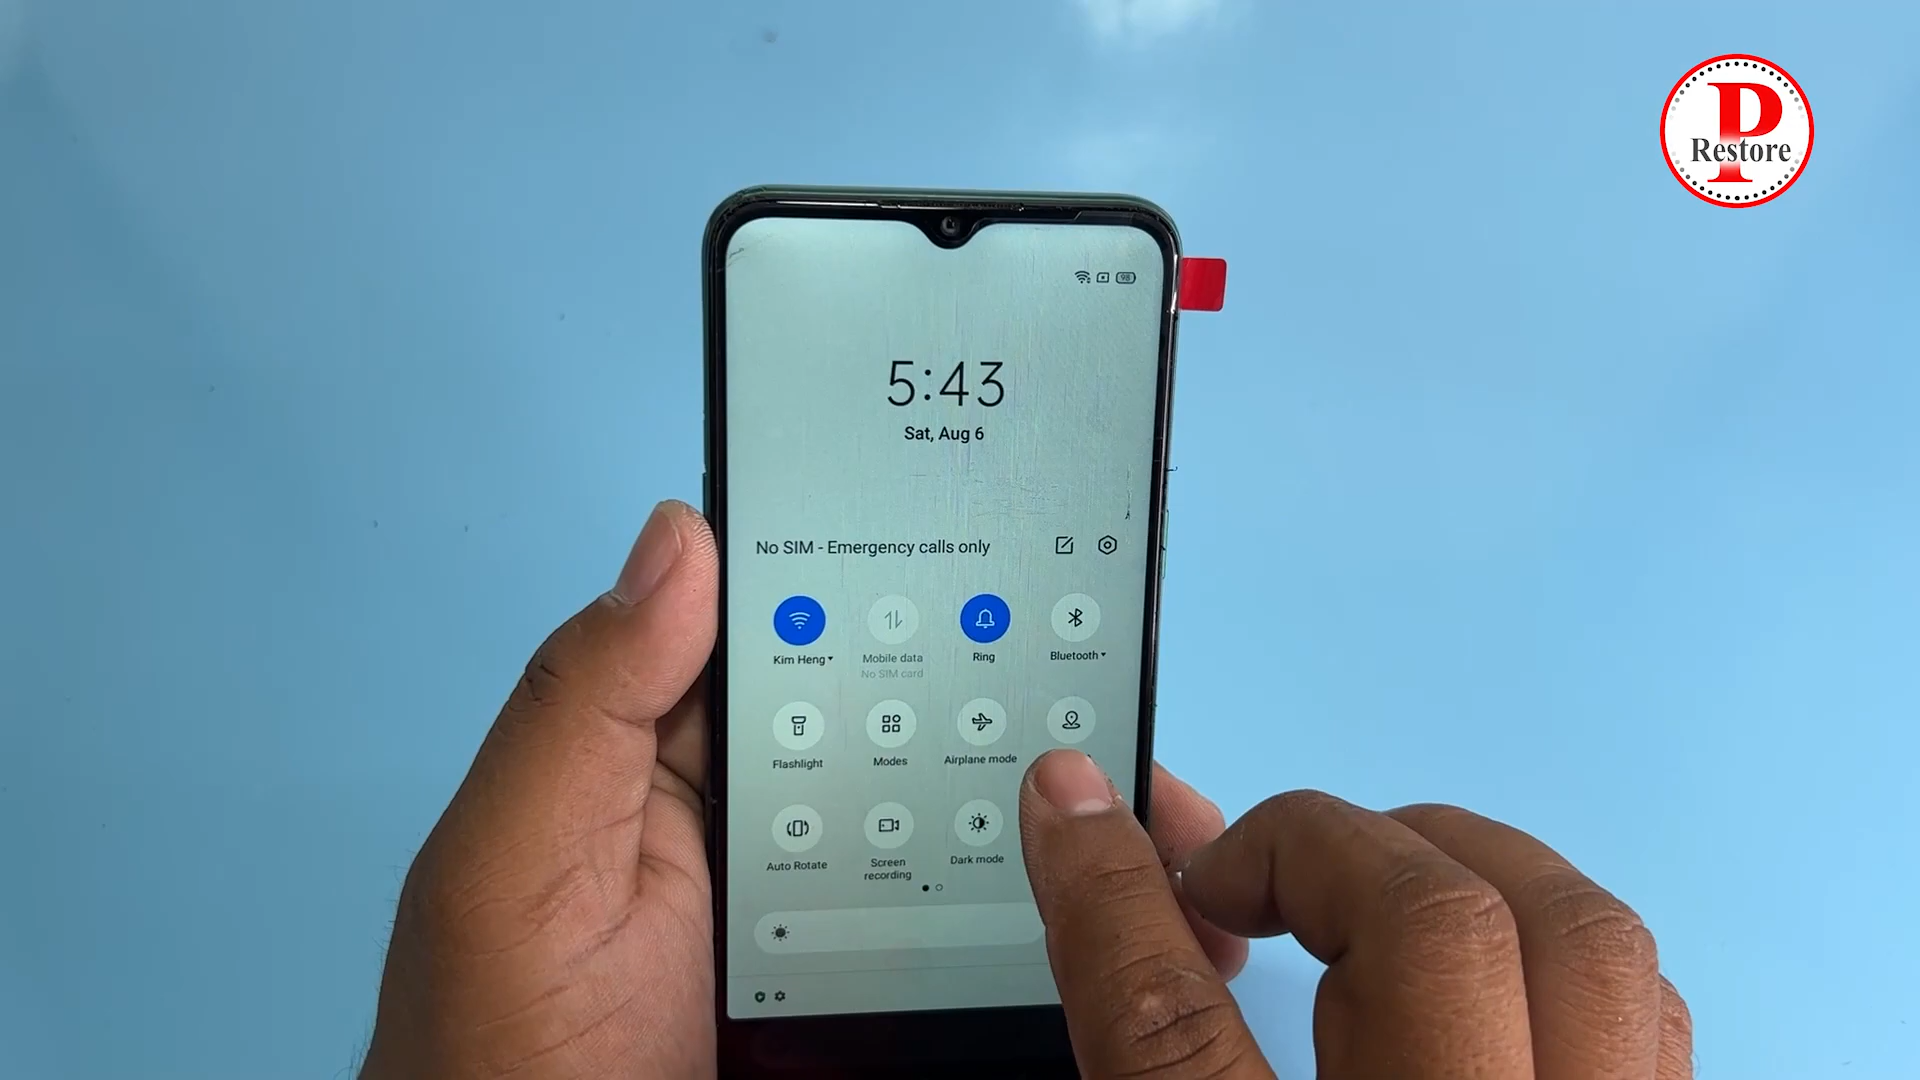 P
Restore
98
5:43
Sat, Aug 6
No SIM - Emergency calls only
Kim Heng
Mobile data
No SIM card
Ring
Bluetooth
Flashlight
Modes
Airplane mode
Auto Rotate
Screen
recording
Dark mode